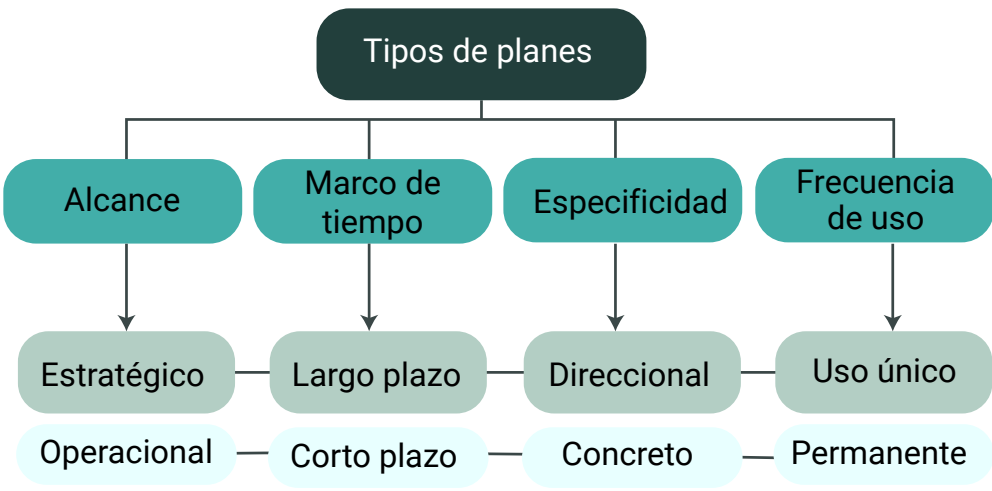 Tipos de planes
Alcance
Marco de
tiempo
Especificidad
Frecuencia
de uso
Estratégico
Largo plazo
Direccional
Uso único
Operacional
Corto plazo
Concreto
Permanente